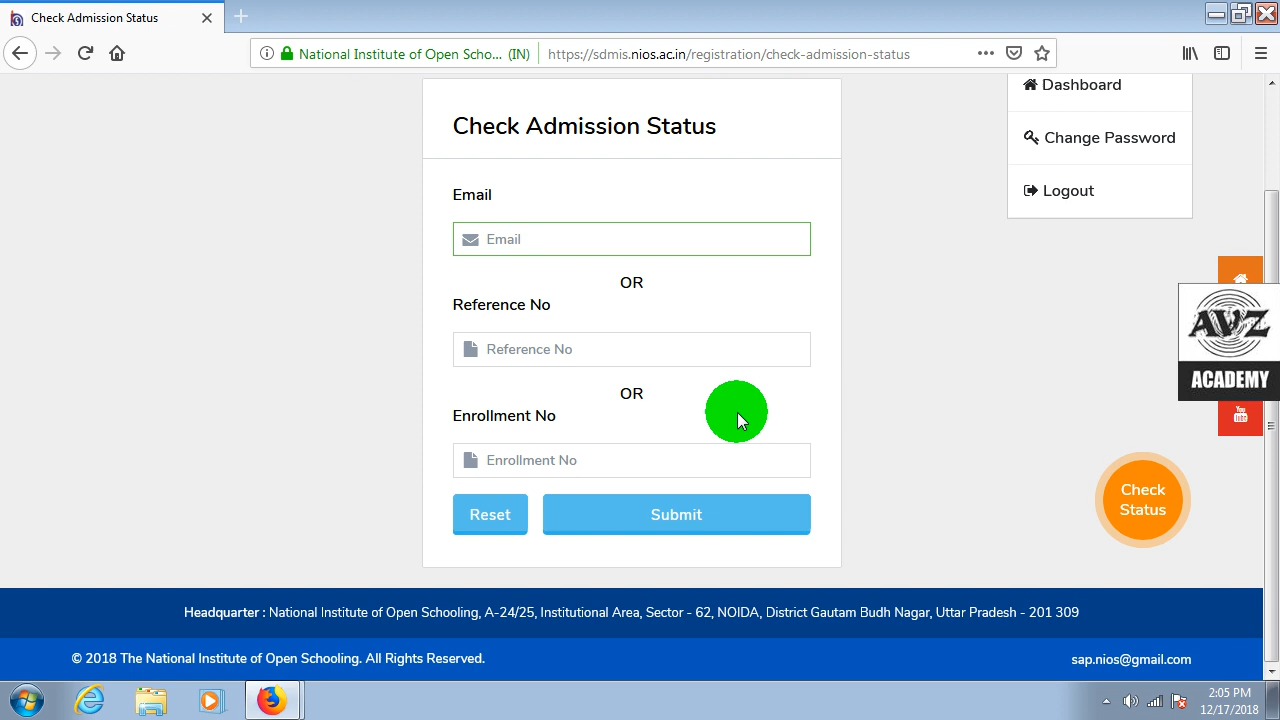 Check Admission Status
National Institute of Open Scho... (IN)
https://sdmis.nios.ac.in/registration/check-admission-status
Dashboard
Change Password
Logout
Check Admission Status
Email
Email
OR
Reference No
Reference No
OR
Enrollment No
Enrollment No
Reset
Submit
AVZ
ACADEMY
You
Tube
Check
Status
Headquarter : National Institute of Open Schooling, A-24/25, Institutional Area, Sector - 62, NOIDA, District Gautam Budh Nagar, Uttar Pradesh - 201 309
© 2018 The National Institute of Open Schooling. All Rights Reserved.
sap.nios@gmail.com
2:05 PM
12/17/2018